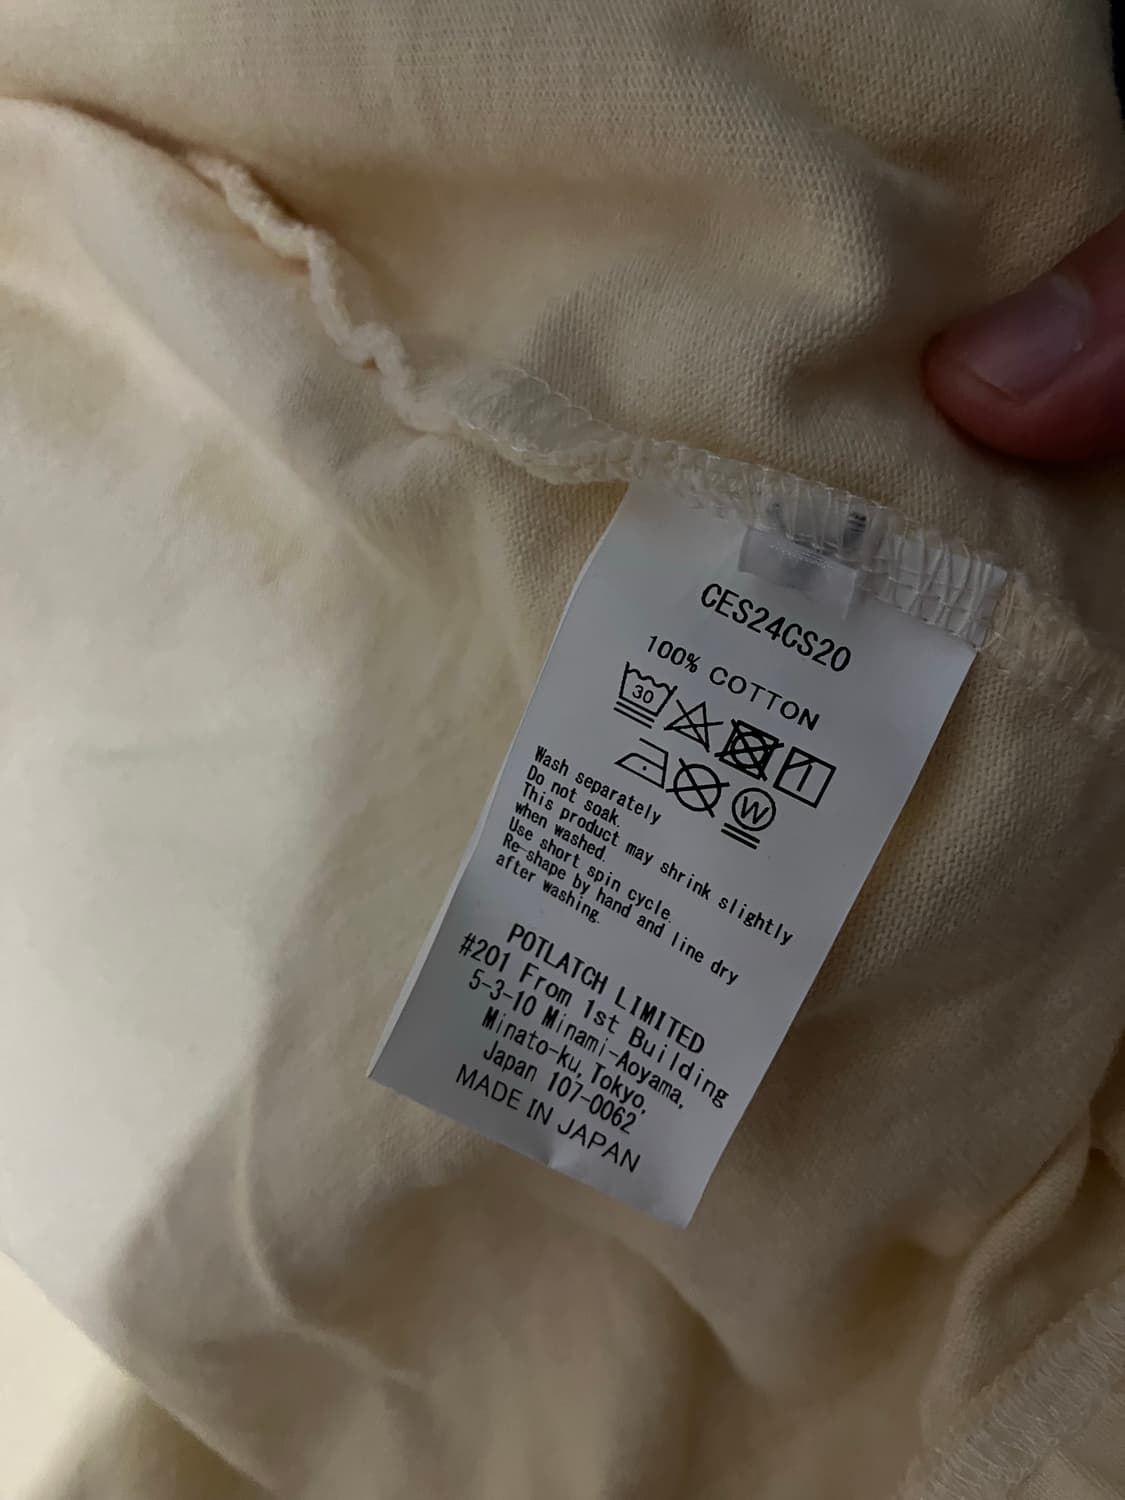 CES24CS20
100% COTTON
30
W
Wash separately
Do not soak.
This product may shrink slightly
when washed.
Use short spin cycle.
Re-shape by hand and line dry
after washing.
POTLATCH LIMITED
#201 From 1st Building
5-3-10 Minami-Aoyama,
Minato-ku, Tokyo,
Japan 107-0062
MADE IN JAPAN